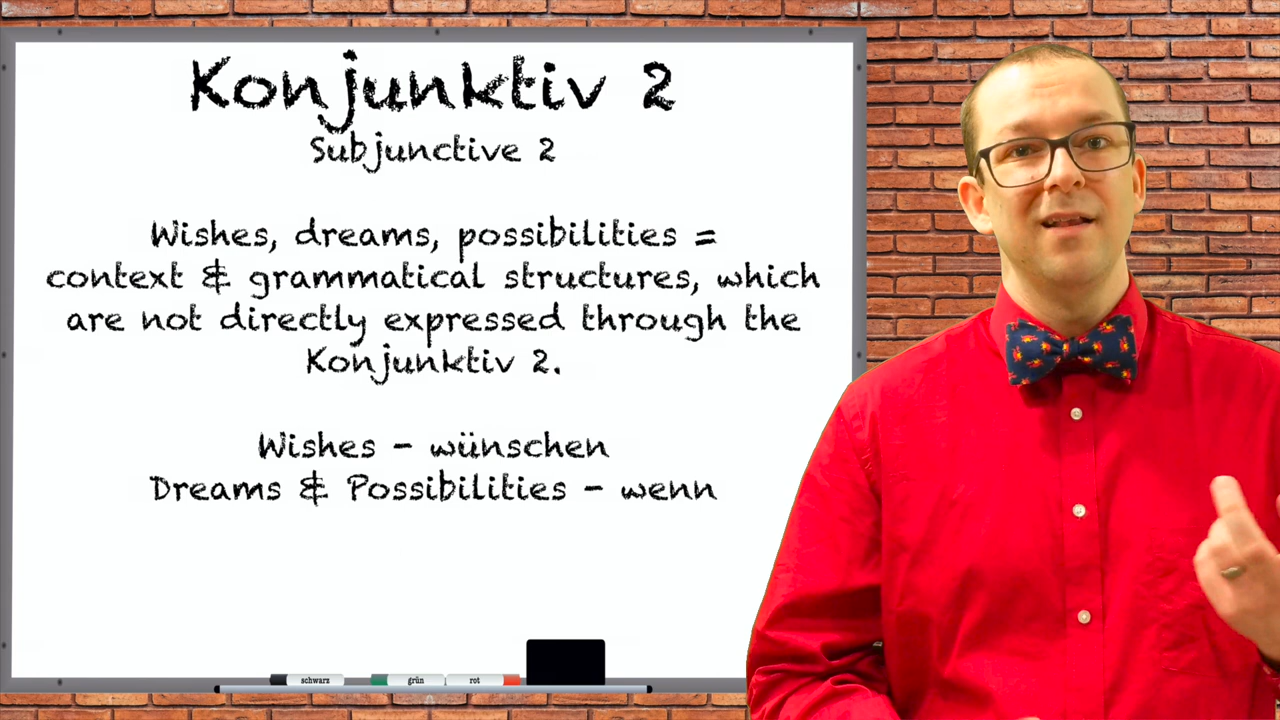 Konjunktiv 2
Subjunctive 2
Wishes, dreams, possibilities =
context & grammatical structures, which
are not directly expressed through the
Konjunktiv 2.
Wishes - wünschen
Dreams & Possibilities - wenn
schwarz grün rot